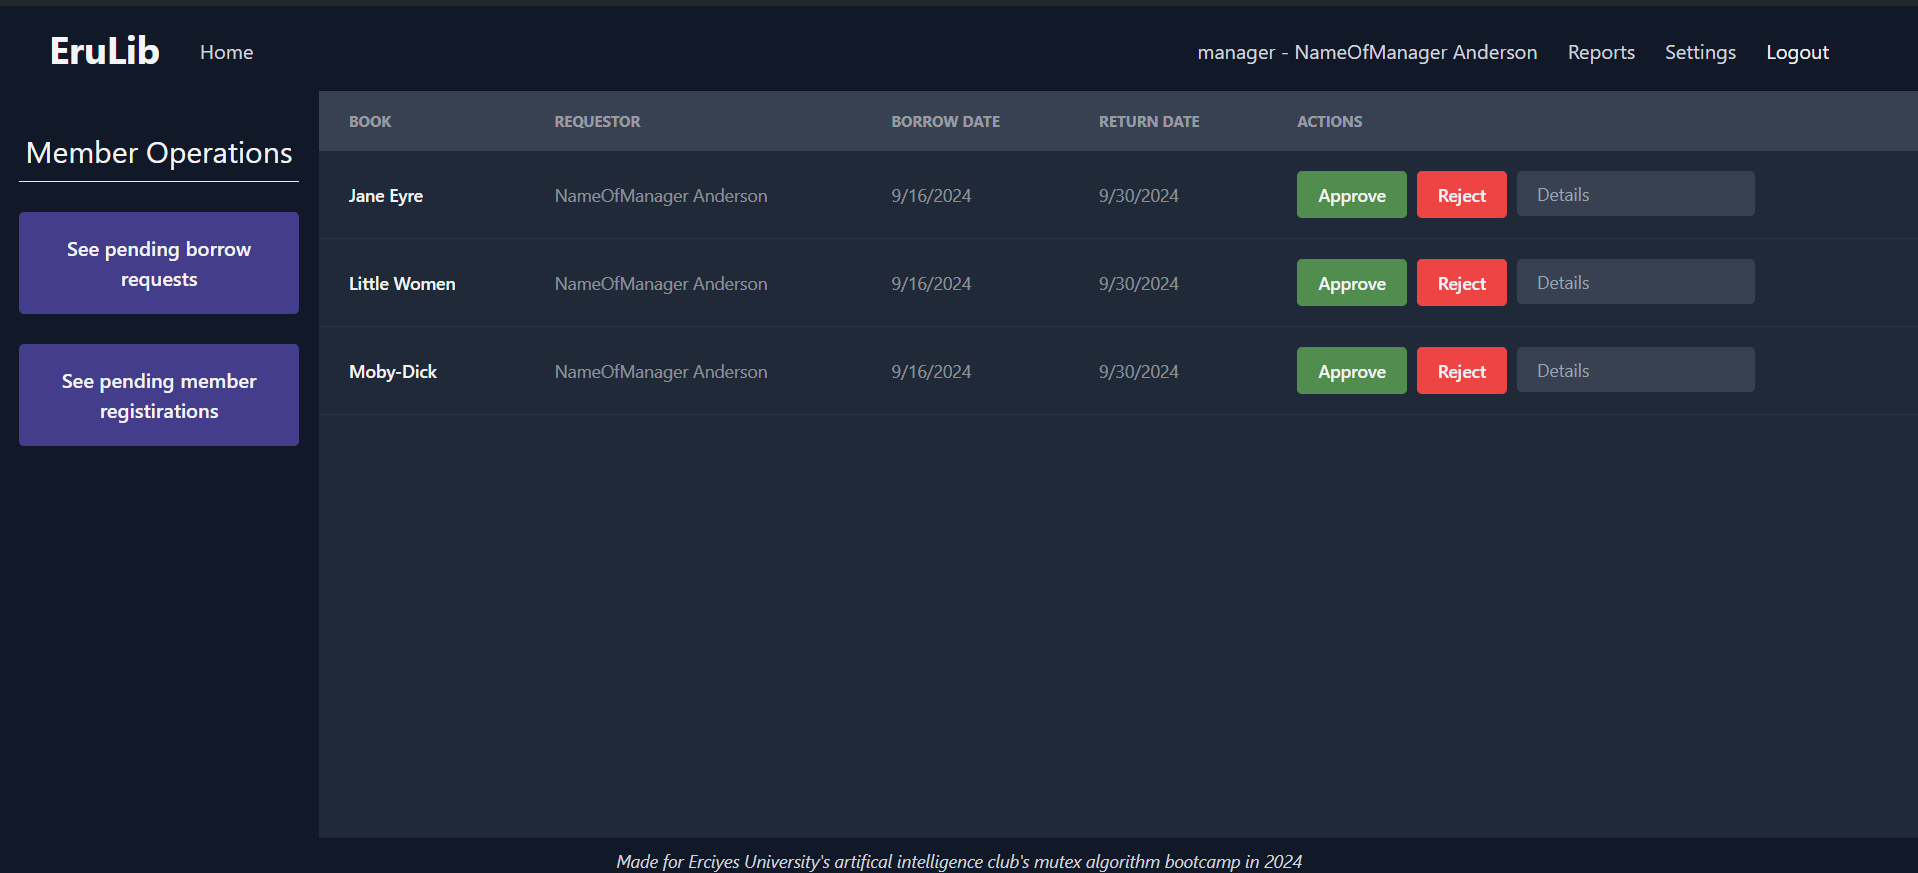 EruLib Home manager - NameOfManager Anderson Reports Settings Logout
Member Operations
See pending borrow
requests
See pending member
registirations
BOOK REQUESTOR BORROW DATE RETURN DATE ACTIONS
Jane Eyre NameOfManager Anderson 9/16/2024 9/30/2024 Approve Reject Details
Little Women NameOfManager Anderson 9/16/2024 9/30/2024 Approve Reject Details
Moby-Dick NameOfManager Anderson 9/16/2024 9/30/2024 Approve Reject Details
Made for Erciyes University's artifical intelligence club's mutex algorithm bootcamp in 2024